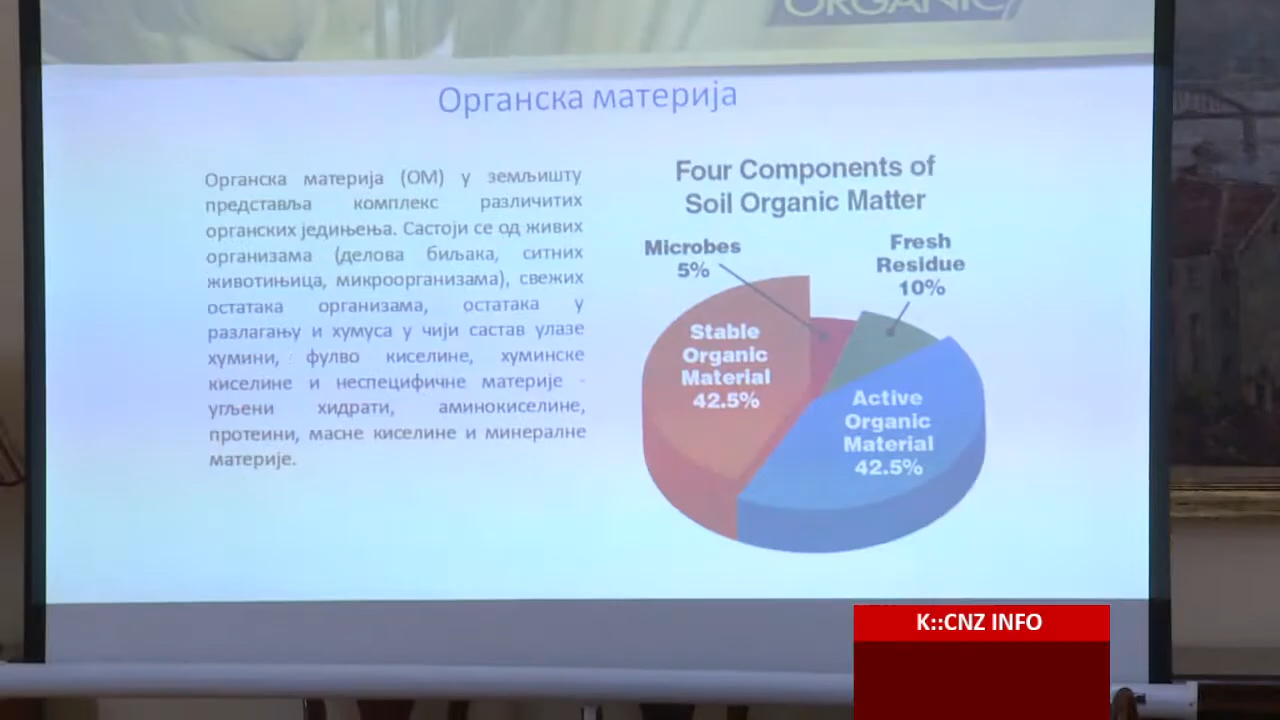 ORGANIC
Органска материја
Органска материја (ОМ) у земљишту
представља комплекс различитих
органских једињења. Састоји се од живих
организама (делова биљака, ситних
животињица, микроорганизама), свежих
остатака организама, остатака у
разлагању и хумуса у чији састав улазе
хумини, фулво киселине, хуминске
киселине и неспецифичне материје -
угљени хидрати, аминокиселине,
протеини, масне киселине и минералне
материје.
Four Components of
Soil Organic Matter
Microbes
5%
Fresh
Residue
10%
Stable
Organic
Material
42.5%
Active
Organic
Material
42.5%
K::CNZ INFO